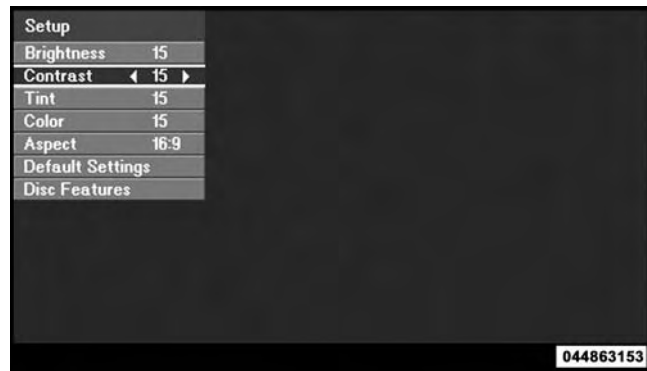 Setup
Brightness 15
Contrast 15
Tint 15
Color 15
Aspect 16:9
Default Settings
Disc Features
044863153